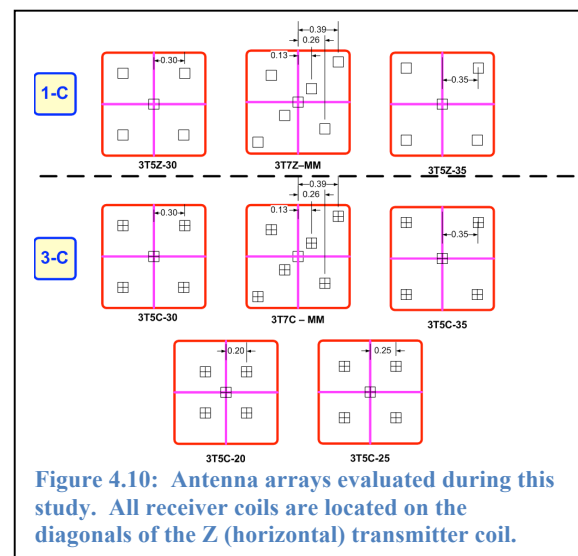 0.39
0.26
0.30
0.13
0.35
1-C
3T5Z-30
3T7Z–MM
3T5Z-35
0.39
0.26
0.30
0.13
0.35
3-C
3T5C-30
3T7C – MM
3T5C-35
0.20
0.25
3T5C-20
3T5C-25
Figure 4.10: Antenna arrays evaluated during this
study. All receiver coils are located on the
diagonals of the Z (horizontal) transmitter coil.